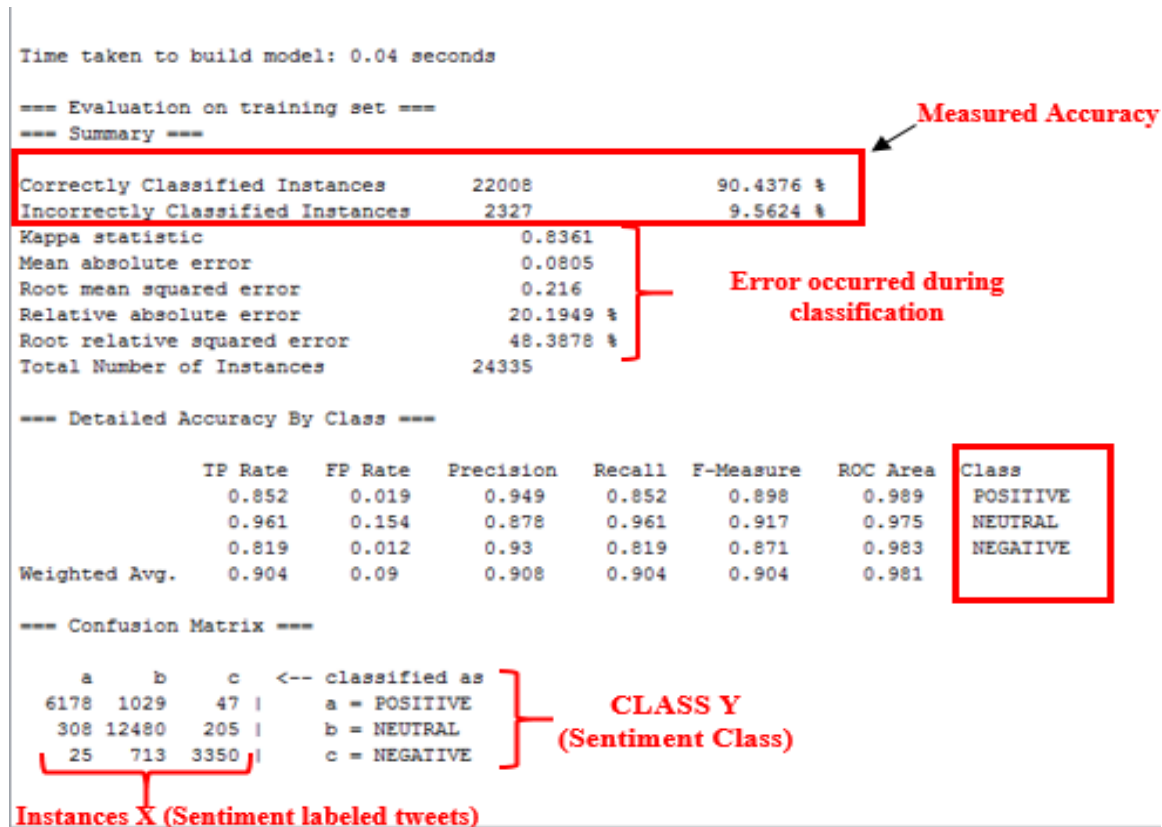 Time taken to build model: 0.04 seconds
=== Evaluation on training set ===
=== Summary ===
Measured Accuracy
Correctly Classified Instances 22008 90.4376 %
Incorrectly Classified Instances 2327 9.5624 %
Kappa statistic 0.8361
Mean absolute error 0.0805
Root mean squared error 0.216
Relative absolute error 20.1949 %
Root relative squared error 48.3878 %
Total Number of Instances 24335
Error occurred during
classification
=== Detailed Accuracy By Class ===
TP Rate FP Rate Precision Recall F-Measure ROC Area Class
0.852 0.019 0.949 0.852 0.898 0.989 POSITIVE
0.961 0.154 0.878 0.961 0.917 0.975 NEUTRAL
0.819 0.012 0.93 0.819 0.871 0.983 NEGATIVE
Weighted Avg. 0.904 0.09 0.908 0.904 0.904 0.981
=== Confusion Matrix ===
a b c <-- classified as
6178 1029 47 | a = POSITIVE
308 12480 205 | b = NEUTRAL
25 713 3350 | c = NEGATIVE
CLASS Y
(Sentiment Class)
Instances X (Sentiment labeled tweets)